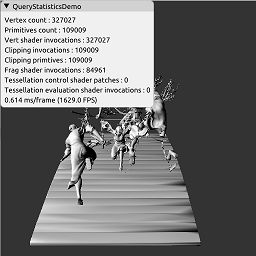 QueryStatisticsDemo
Vertex count : 327027
Primitives count : 109009
Vert shader invocations : 327027
Clipping invocations : 109009
Clipping primtives : 109009
Frag shader invocations : 84961
Tessellation control shader patches : 0
Tessellation evaluation shader invocations : 0
0.614 ms/frame (1629.0 FPS)